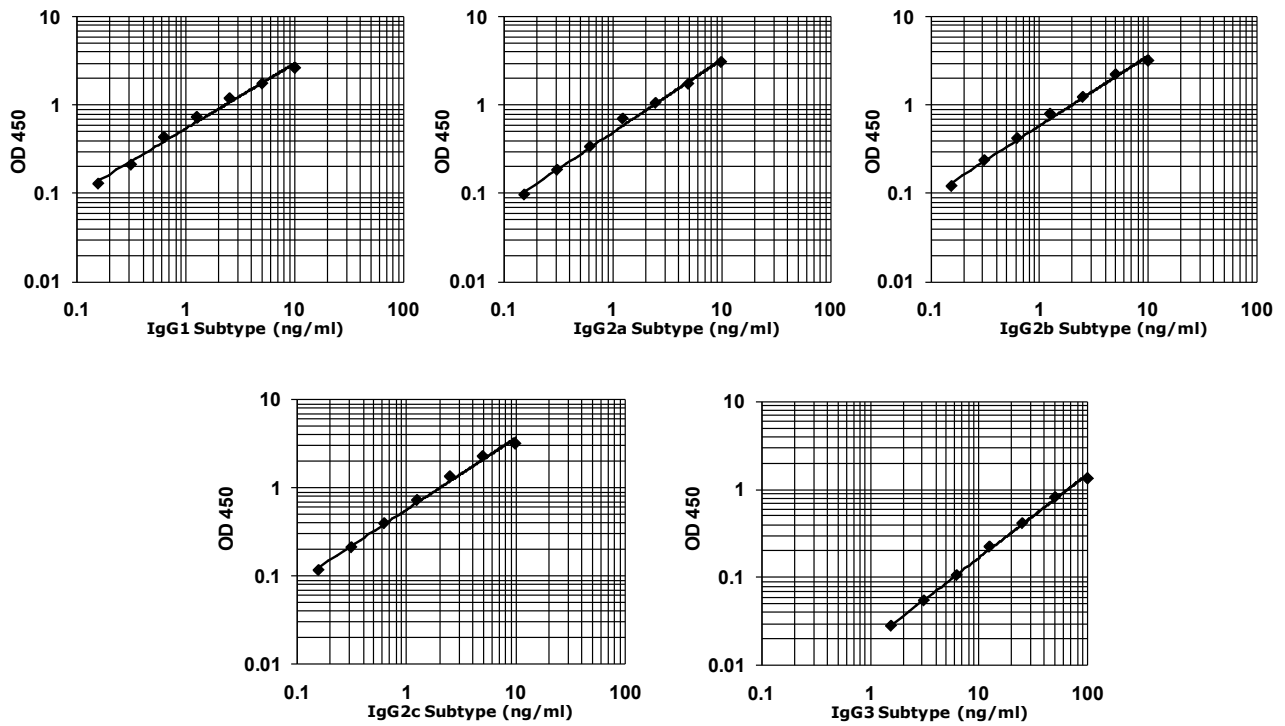 10
1
0.1
0.01
OD 450
0.1 1 10 100
IgG1 Subtype (ng/ml)
10
1
0.1
0.01
OD 450
0.1 1 10 100
IgG2a Subtype (ng/ml)
10
1
0.1
0.01
OD 450
0.1 1 10 100
IgG2b Subtype (ng/ml)
10
1
0.1
0.01
OD 450
0.1 1 10 100
IgG2c Subtype (ng/ml)
10
1
0.1
0.01
OD 450
0.1 1 10 100
IgG3 Subtype (ng/ml)